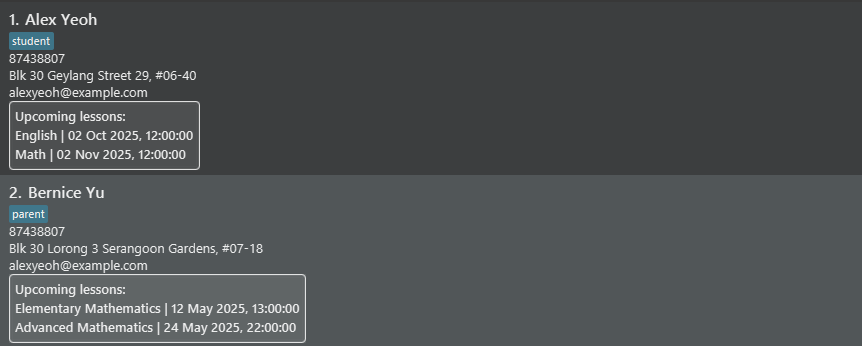 1. Alex Yeoh
student
87438807
Blk 30 Geylang Street 29, #06-40
alexyeoh@example.com
Upcoming lessons:
English | 02 Oct 2025, 12:00:00
Math | 02 Nov 2025, 12:00:00
2. Bernice Yu
parent
87438807
Blk 30 Lorong 3 Serangoon Gardens, #07-18
alexyeoh@example.com
Upcoming lessons:
Elementary Mathematics | 12 May 2025, 13:00:00
Advanced Mathematics | 24 May 2025, 22:00:00